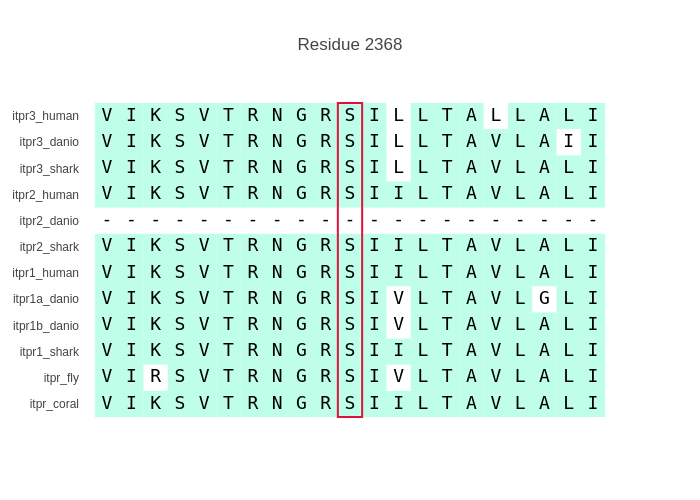 Residue 2368
itpr3_human V I K S V T R N G R S I L L T A L L A L I
itpr3_danio V I K S V T R N G R S I L L T A V L A I I
itpr3_shark V I K S V T R N G R S I L L T A V L A L I
itpr2_human V I K S V T R N G R S I I L T A V L A L I
itpr2_danio - - - - - - - - - - - - - - - - - - - - -
itpr2_shark V I K S V T R N G R S I I L T A V L A L I
itpr1_human V I K S V T R N G R S I I L T A V L A L I
itpr1a_danio V I K S V T R N G R S I V L T A V L G L I
itpr1b_danio V I K S V T R N G R S I V L T A V L A L I
itpr1_shark V I K S V T R N G R S I I L T A V L A L I
itpr_fly V I R S V T R N G R S I V L T A V L A L I
itpr_coral V I K S V T R N G R S I I L T A V L A L I